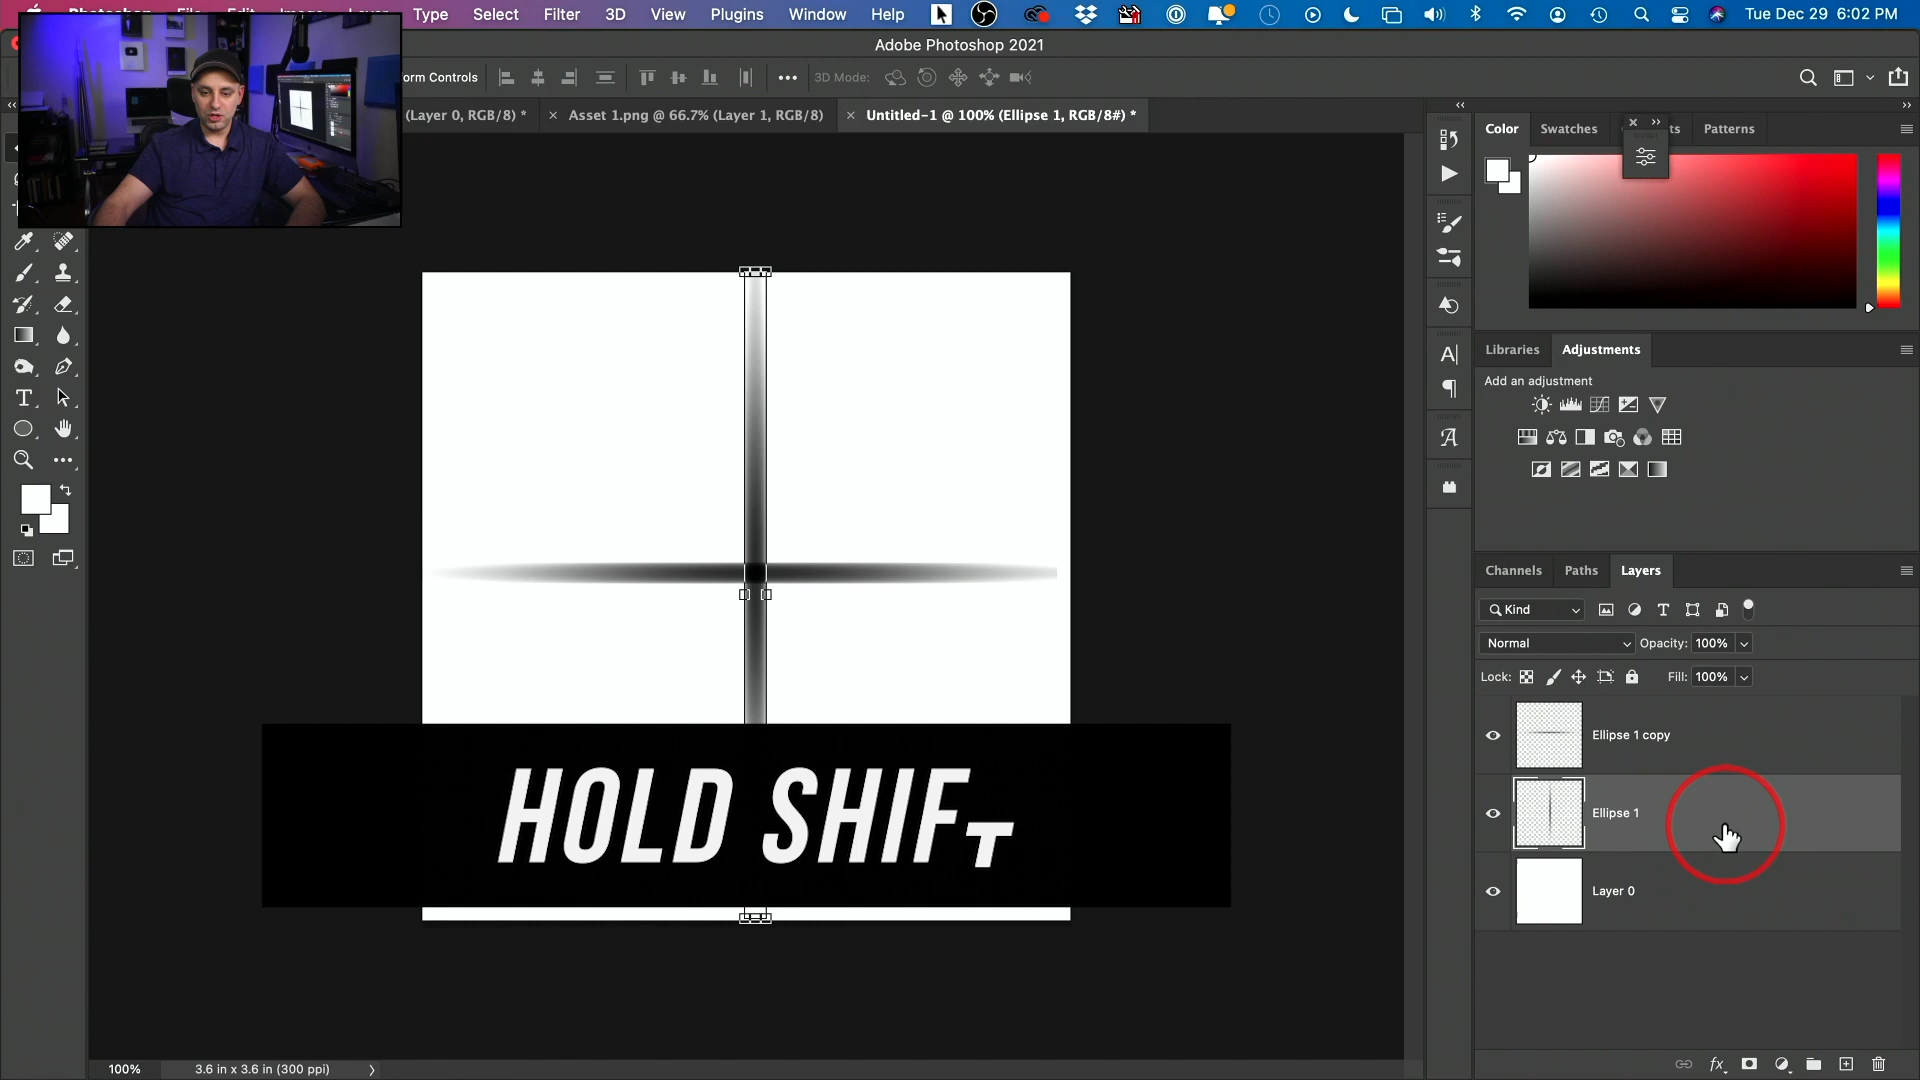 Type Select Filter 3D View Plugins Window Help Tue Dec 29 6:02 PM
Adobe Photoshop 2021
orm Controls 3D Mode:
(Layer 0, RGB/8) * × Asset 1.png @ 66.7% (Layer 1, RGB/8) × Untitled-1 @ 100% (Ellipse 1, RGB/8#) *
Color Swatches ts Patterns
Libraries Adjustments
Add an adjustment
Channels Paths Layers
Kind
Normal Opacity: 100%
Lock: Fill: 100%
Ellipse 1 copy
Ellipse 1
Layer 0
HOLD SHIFT
100% 3.6 in x 3.6 in (300 ppi)